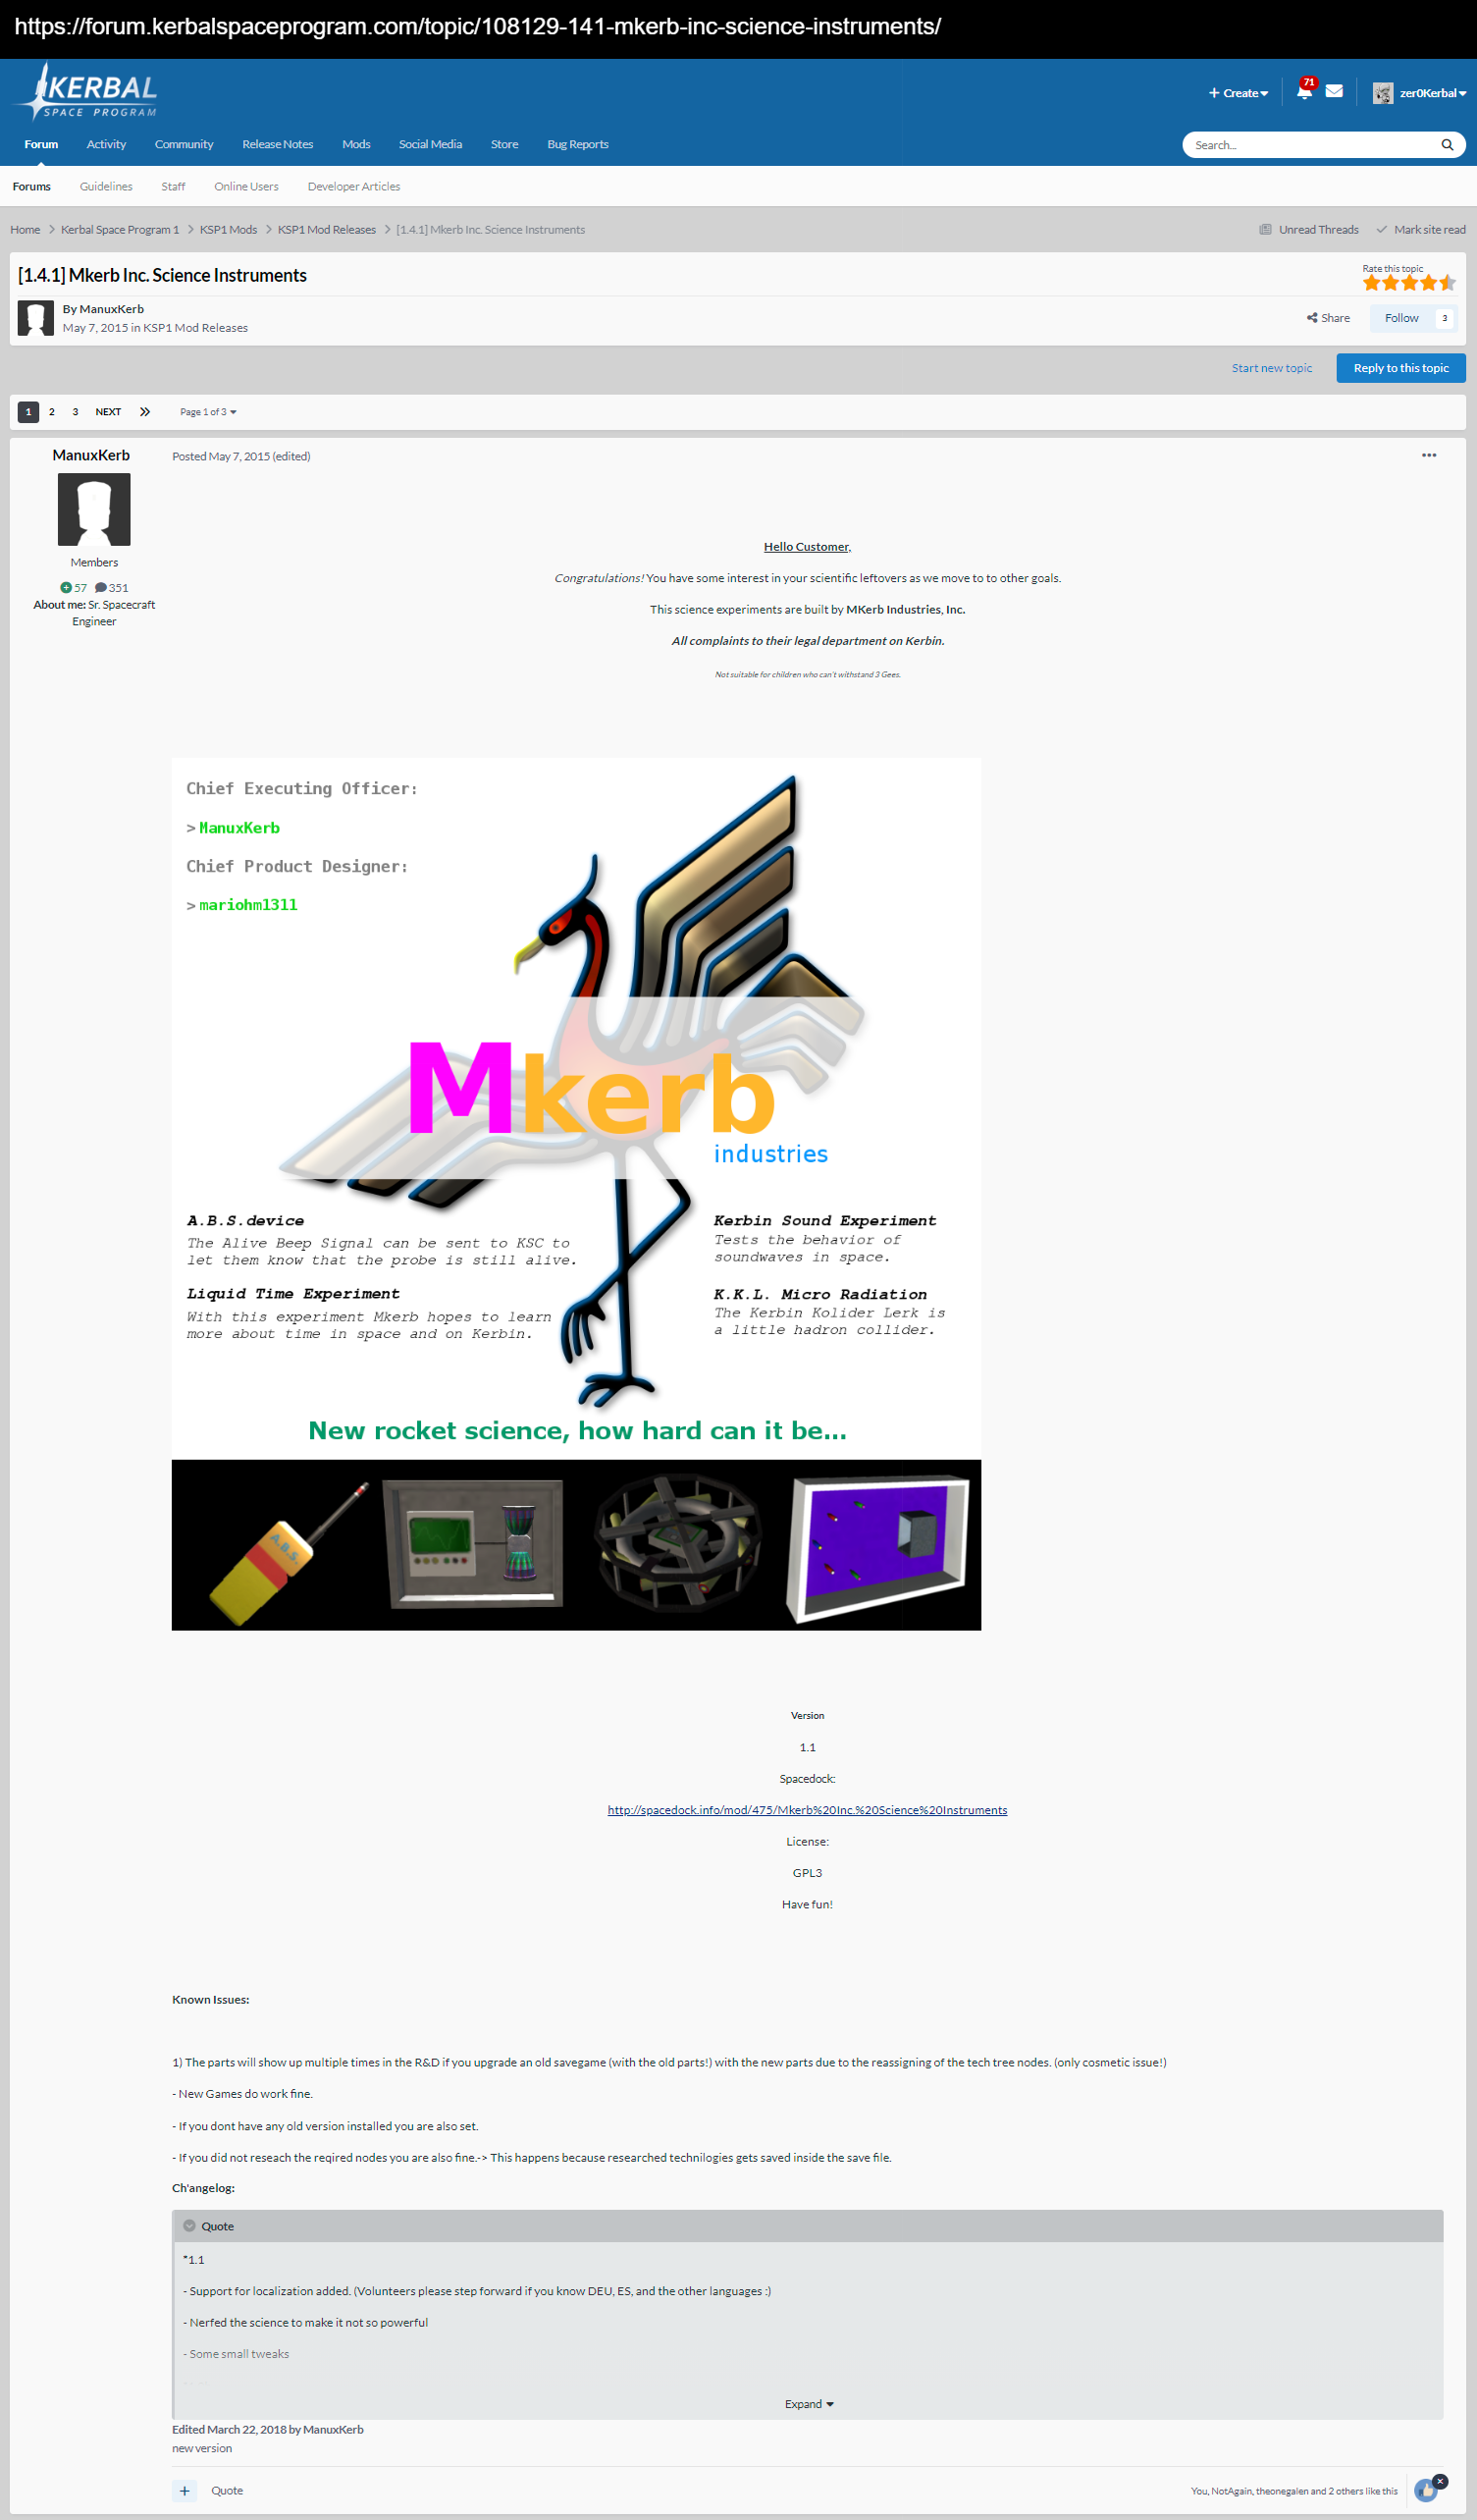 https://forum.kerbalspaceprogram.com/topic/108129-141-mkerb-inc-science-instruments/
KERBAL
SPACE PROGRAM
+ Create
71
zer0Kerbal
Forum Activity Community Release Notes Mods Social Media Store Bug Reports
Search...
Forums Guidelines Staff Online Users Developer Articles
Home > Kerbal Space Program 1 > KSP1 Mods > KSP1 Mod Releases > [1.4.1] Mkerb Inc. Science Instruments
Unread Threads Mark site read
[1.4.1] Mkerb Inc. Science Instruments
Rate this topic
By ManuxKerb
May 7, 2015 in KSP1 Mod Releases
Share Follow 3
Start new topic Reply to this topic
1 2 3 NEXT Page 1 of 3
ManuxKerb
Posted May 7, 2015 (edited)
Members
57 351
About me: Sr. Spacecraft
Engineer
Hello Customer,
Congratulations! You have some interest in your scientific leftovers as we move to to other goals.
This science experiments are built by MKerb Industries, Inc.
All complaints to their legal department on Kerbin.
Not suitable for children who can't withstand 3 Gees.
Chief Executing Officer:
> ManuxKerb
Chief Product Designer:
> mariohm1311
Mkerb
industries
A.B.S.device
The Alive Beep Signal can be sent to KSC to
let them know that the probe is still alive.
Liquid Time Experiment
With this experiment Mkerb hopes to learn
more about time in space and on Kerbin.
Kerbin Sound Experiment
Tests the behavior of
soundwaves in space.
K.K.L. Micro Radiation
The Kerbin Kolider Lerk is
a little hadron collider.
New rocket science, how hard can it be...
A.B.S.
Version
1.1
Spacedock:
http://spacedock.info/mod/475/Mkerb%20Inc.%20Science%20Instruments
License:
GPL3
Have fun!
Known Issues:
1) The parts will show up multiple times in the R&D if you upgrade an old savegame (with the old parts!) with the new parts due to the reassigning of the tech tree nodes. (only cosmetic issue!)
- New Games do work fine.
- If you dont have any old version installed you are also set.
- If you did not reseach the reqired nodes you are also fine.-> This happens because researched technilogies gets saved inside the save file.
Ch'angelog:
Quote
*1.1
- Support for localization added. (Volunteers please step forward if you know DEU, ES, and the other languages :)
- Nerfed the science to make it not so powerful
- Some small tweaks
Expand
Edited March 22, 2018 by ManuxKerb
new version
+ Quote
You, NotAgain, theonegalen and 2 others like this